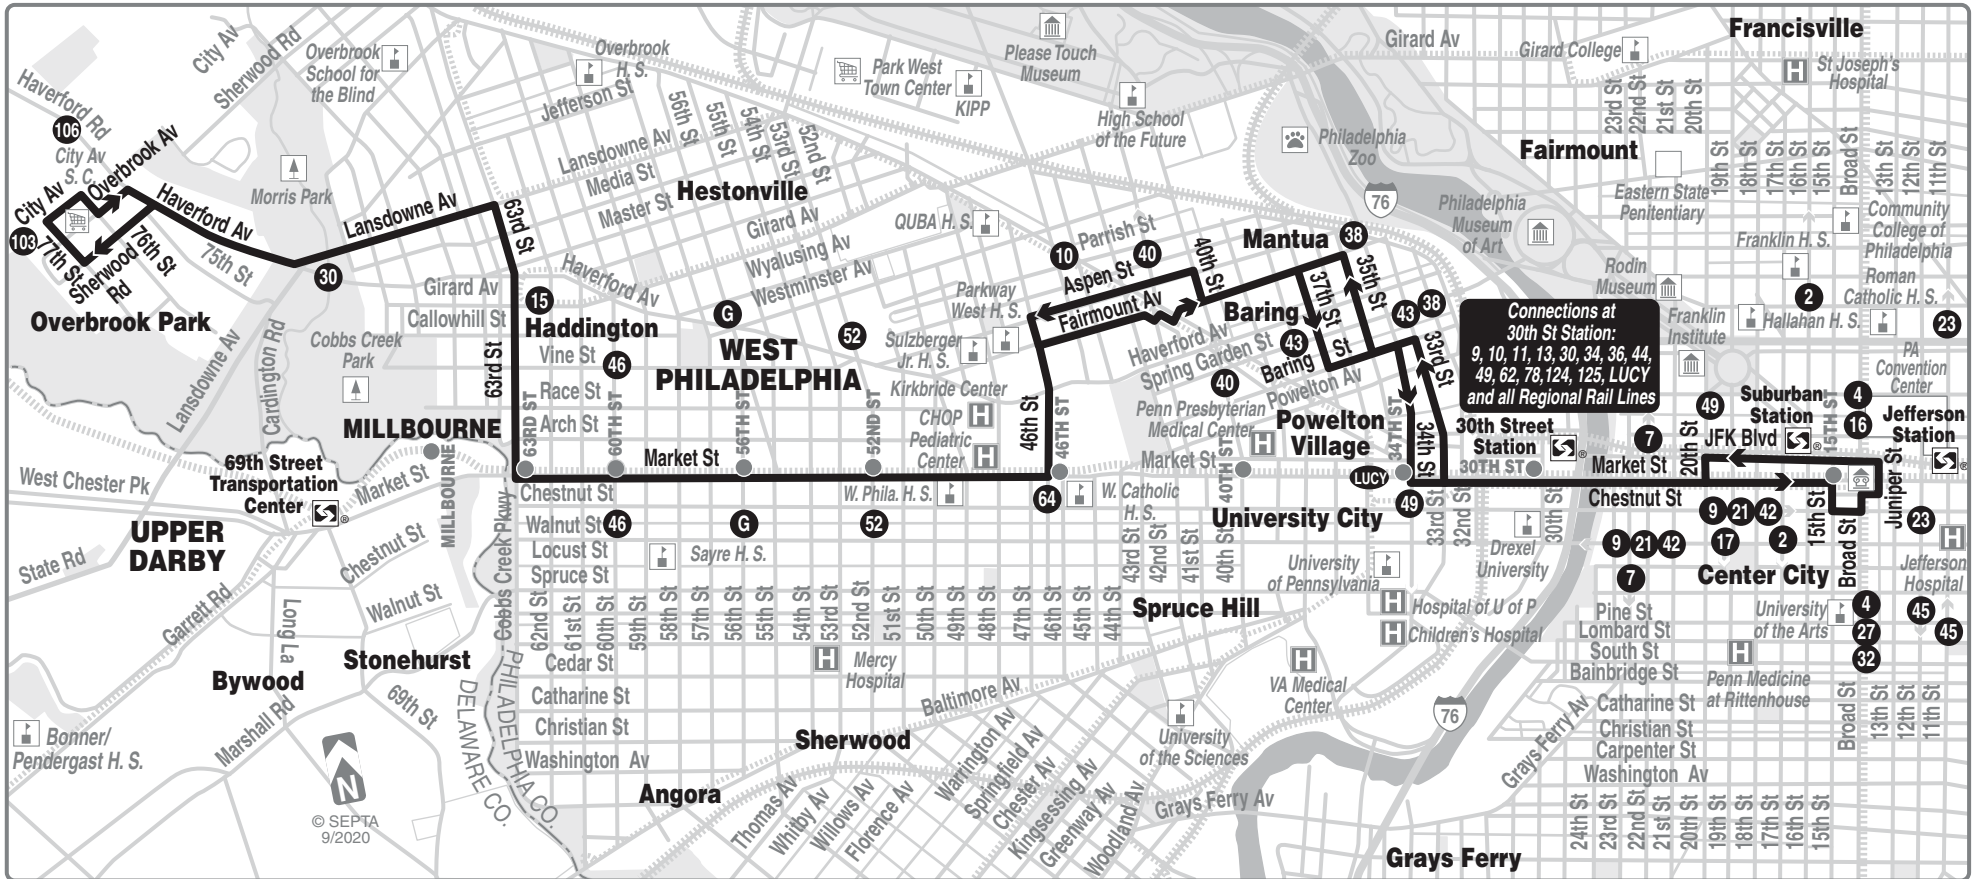 Haverford Rd
106
City Av
S. C.
City Av
Sherwood Rd
Overbrook
School for
the Blind
Overbrook
H. S.
Jefferson St
Park West
Town Center
KIPP
Please Touch
Museum
High School
of the Future
Girard Av
Girard College
Francisville
St Joseph's
Hospital
Philadelphia
Zoo
76
Fairmount
23rd St
22nd St
21st St
20th St
19th St
18th St
17th St
16th St
15th St
Broad St
13th St
12th St
11th St
Eastern State
Penitentiary
Philadelphia
Museum
of Art
Community
College of
Philadelphia
Franklin H. S.
Rodin
Museum
Roman
Catholic H. S.
2
Hallahan H. S.
23
Franklin
Institute
PA
Convention
Center
City Av
Overbrook Av
103
77th St
Sherwood
Rd
76th St
75th St
Haverford Av
Morris Park
Lansdowne Av
63rd St
30
Overbrook Park
Lansdowne Av
Cardington Rd
Cobbs Creek
Park
56th St
55th St
54th St
53rd St
52nd St
Lansdowne Av
Media St
Master St
Hestonville
Girard Av
Wyalusing Av
Westminster Av
Haverford Av
QUBA H. S.
Girard Av
15
Callowhill St
Haddington
G
WEST
PHILADELPHIA
52
Vine St
46
Race St
Arch St
63rd St
Parkway
West H. S.
Sulzberger
Jr. H. S.
Kirkbride Center
CHOP
Pediatric
Center
10
Parrish St
40
Aspen St
Fairmount Av
40th St
Mantua
38
37th St
35th St
Baring
43
38
43
Baring
St
33rd St
Haverford Av
Spring Garden St
40
Powelton Av
Penn Presbyterian
Medical Center
Powelton
Village
Connections at
30th St Station:
9, 10, 11, 13, 30, 34, 36, 44,
49, 62, 78,124, 125, LUCY
and all Regional Rail Lines
30th Street
Station
30TH ST
49
Suburban
Station
15TH ST
4
16
Jefferson
Station
20th St
JFK Blvd
7
Market St
Chestnut St
Juniper St
MILLBOURNE
MILLBOURNE
63RD ST
60TH ST
56TH ST
52ND ST
46th St
46TH ST
40TH ST
34TH ST
34th St
Market St
Market St
West Chester Pk
69th Street
Transportation
Center
Market St
Chestnut St
W. Phila. H. S.
64
W. Catholic
H. S.
LUCY
49
UPPER
DARBY
State Rd
Garrett Rd
Chestnut St
Walnut St
Cobbs Creek Pkwy
Walnut St
46
G
52
Locust St
Spruce St
Sayre H. S.
University City
43rd St
42nd St
41st St
40th St
33rd St
32nd St
30th St
Drexel
University
University
of Pennsylvania
9
21
42
17
2
15th St
Broad St
23
9
21
42
7
Center City
Jefferson
Hospital
Long La
62nd St
61st St
60th St
59th St
58th St
57th St
56th St
55th St
54th St
53rd St
52nd St
51st St
50th St
49th St
48th St
47th St
46th St
45th St
44th St
Spruce Hill
Hospital of U of P
Children's Hospital
Pine St
Lombard St
South St
Bainbridge St
University
of the Arts
4
27
32
45
45
Bywood
Stonehurst
Cedar St
Mercy
Hospital
Catharine St
Christian St
Washington Av
Baltimore Av
VA Medical
Center
76
Penn Medicine
at Rittenhouse
Catharine St
Christian St
Carpenter St
Washington Av
Broad St
13th St
12th St
11th St
Marshall Rd
69th St
PHILADELPHIA CO.
DELAWARE CO.
Bonner/
Pendergast H. S.
N
© SEPTA
9/2020
Sherwood
Angora
Thomas Av
Whitby Av
Willows Av
Florence Av
Warrington Av
Springfield Av
Chester Av
Kingsessing Av
Greenway Av
Woodland Av
University
of the Sciences
Grays Ferry Av
Grays Ferry Av
Grays Ferry
24th St
23rd St
22nd St
21st St
20th St
19th St
18th St
17th St
16th St
15th St